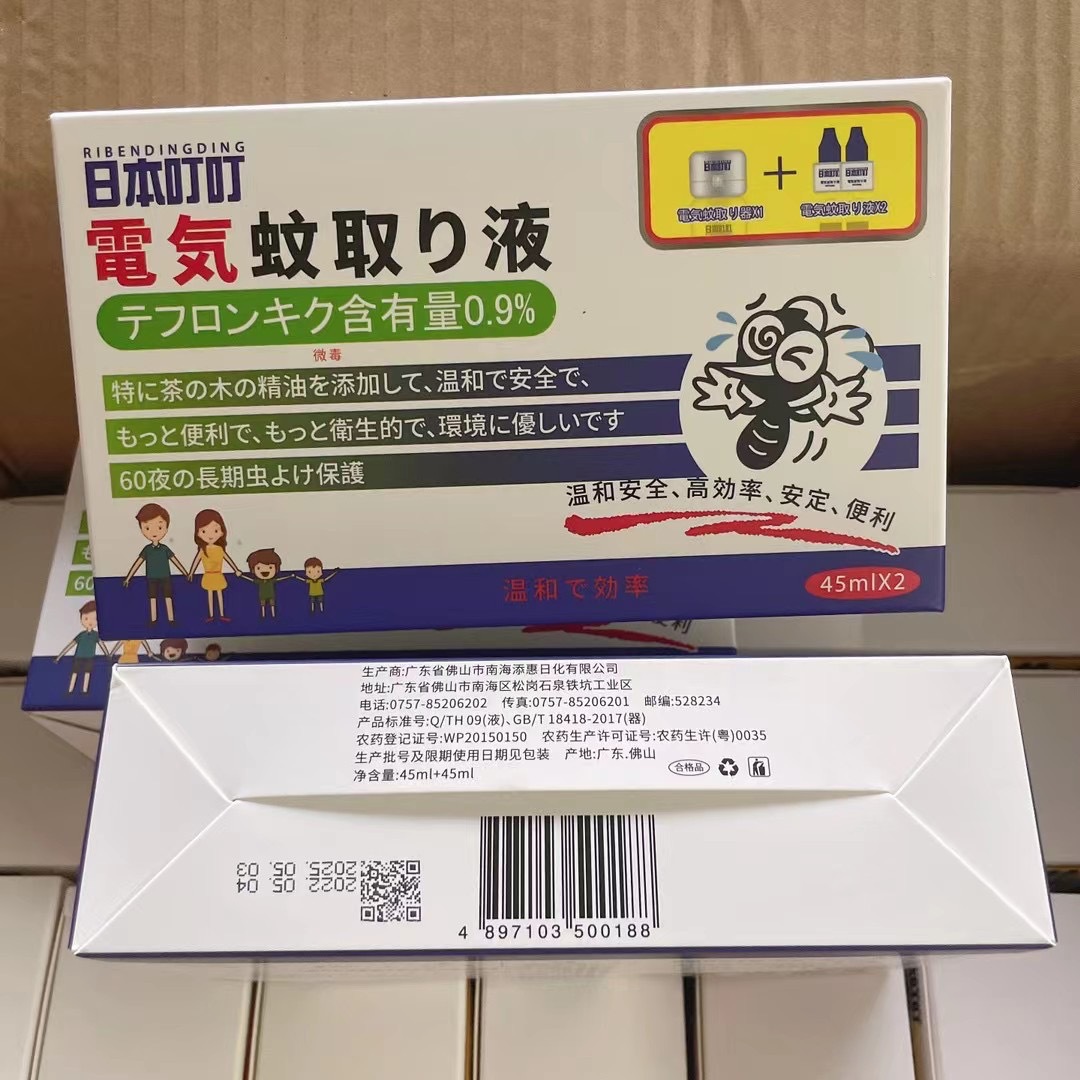 RIBENDINGDING
日本叮叮
電気蚊取り液
テフロンキク含有量0.9%
微毒
特に茶の木の精油を添加して、温和で安全で、
もっと便利で、もっと衛生的で、環境に優しいです
60夜の長期虫よけ保護
電気蚊取り器X1
電気蚊取り液X2
温和安全、高効率、安定、便利
温和で効率
45mlX2
60
便利
生产商:广东省佛山市南海添惠日化有限公司
地址:广东省佛山市南海区松岗石泉铁坑工业区
电话:0757-85206202 传真:0757-85206201 邮编:528234
产品标准号:Q/TH 09(液)、GB/T 18418-2017(器)
农药登记证号:WP20150150 农药生产许可证号:农药生许(粤)0035
生产批号及限期使用日期见包装 产地:广东.佛山
净含量:45ml+45ml
合格品
2022. 05. 04
2025. 05. 03
4 897103 500188